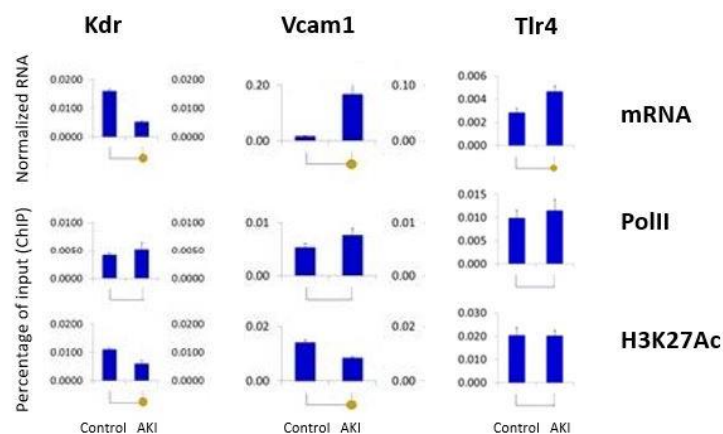 Kdr Vcam1 Tlr4
Normalized RNA
0.0200 0.0200 0.20 0.10 0.006
0.0100 0.0100 0.004
0.0000 0.0000 0.00 0.00 0.002
0.000
mRNA
Percentage of input (ChIP)
0.0100 0.0100 0.01 0.01 0.015
0.0050 0.0050 0.010
0.0000 0.0000 0.00 0.00 0.005
0.000
PolII
0.0200 0.0200 0.02 0.02 0.030
0.0100 0.0100 0.020
0.0000 0.0000 0.00 0.00 0.010
0.000
H3K27Ac
Control AKI Control AKI Control AKI